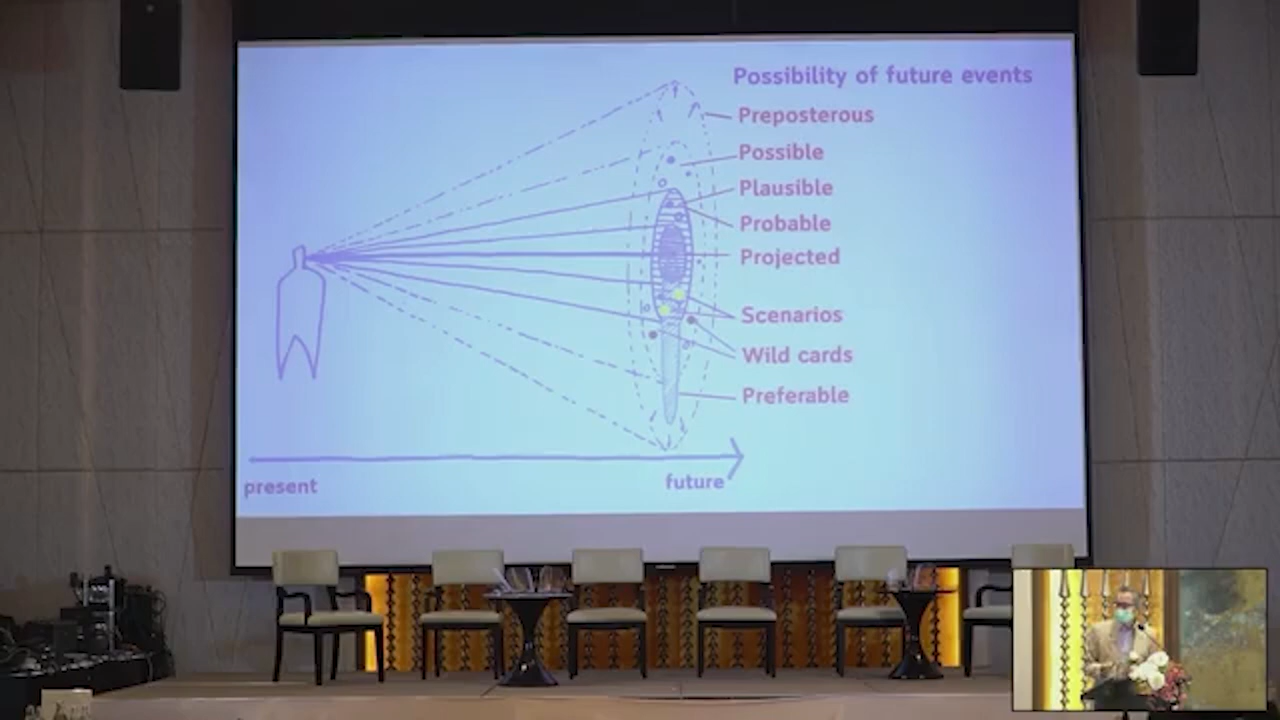 Possibility of future events
Preposterous
Possible
Plausible
Probable
Projected
Scenarios
Wild cards
Preferable
present
future